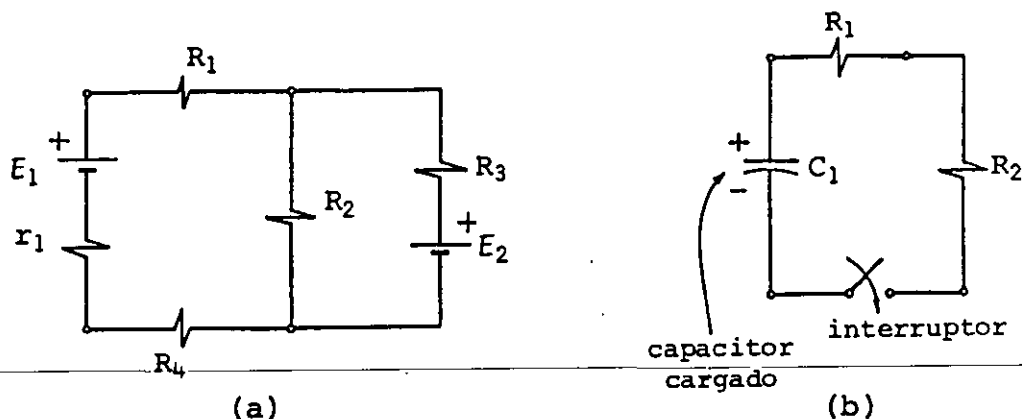 R1
+
E1
r1
R2
R3
+
E2
R4
(a)
R1
+
-
C1
R2
capacitor
cargado
interruptor
(b)